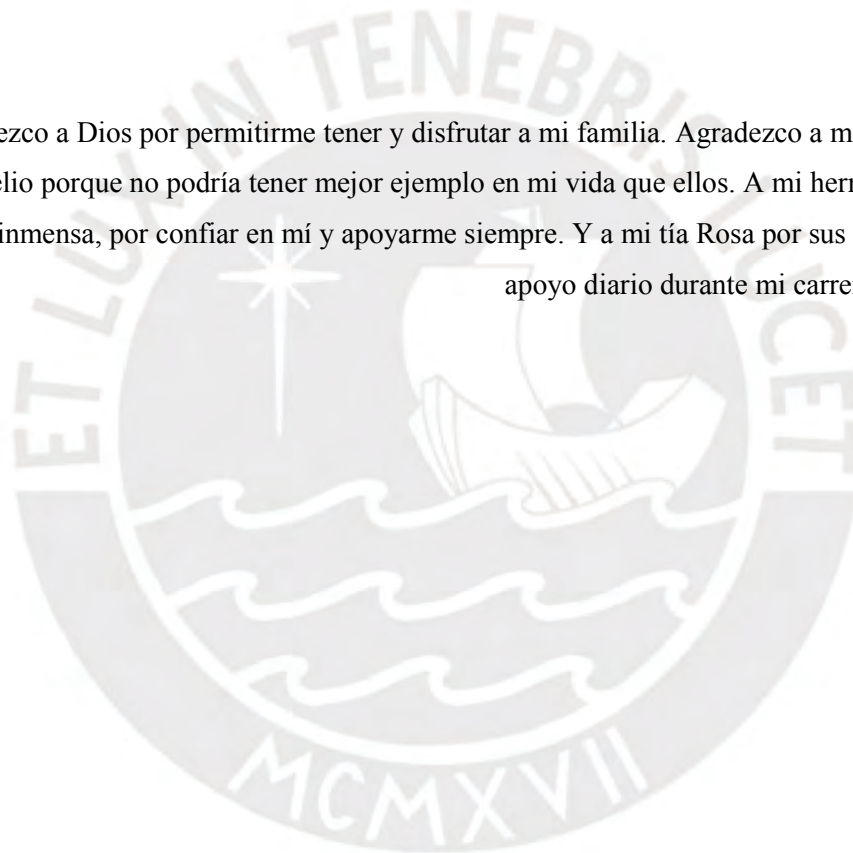 ezco a Dios por permitirme tener y disfrutar a mi familia. Agradezco a m
elio porque no podría tener mejor ejemplo en mi vida que ellos. A mi her
inmensa, por confiar en mí y apoyarme siempre. Y a mi tía Rosa por sus
apoyo diario durante mi carre
ET LUX IN TENEBRIS LUCET
MCMXVII